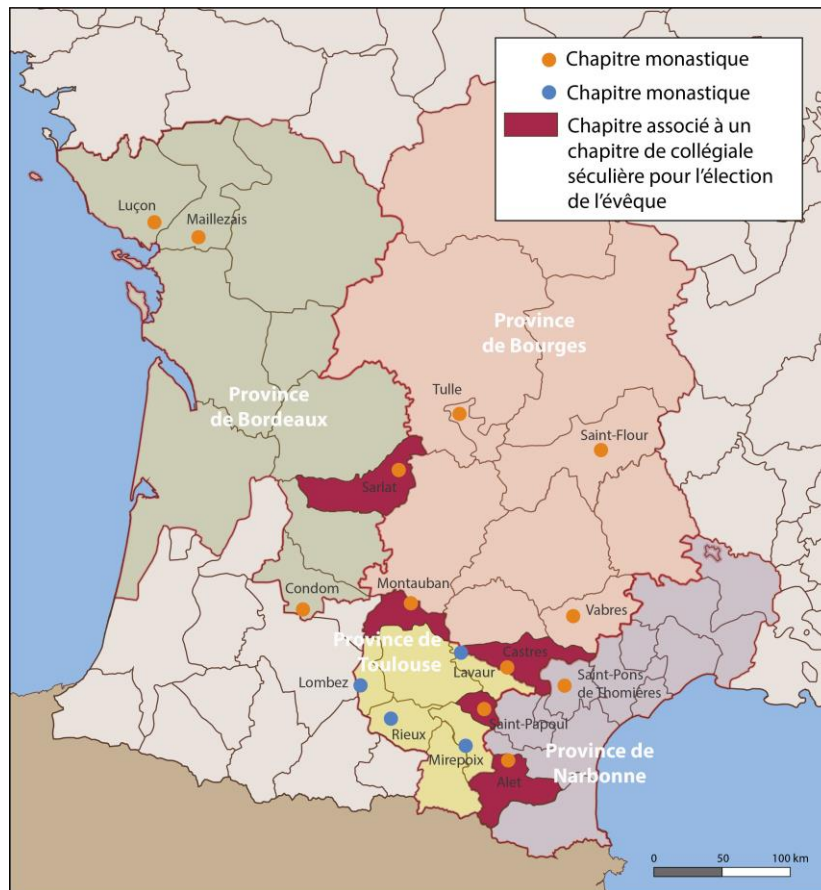 Chapitre monastique
Chapitre monastique
Chapitre associé à un
chapitre de collégiale
séculière pour l'élection
de l'évêque
Luçon
Maillezais
Province
de Bourges
Province
de Bordeaux
Tulle
Saint-Flour
Sarlat
Condom
Montauban
Vabres
Province de
Toulouse
Castres
Lavaur
Lombez
Saint-Pons
de Thomières
Rieux
Saint-Papoul
Mirepoix
Province de
Narbonne
Alet
0 50 100 km